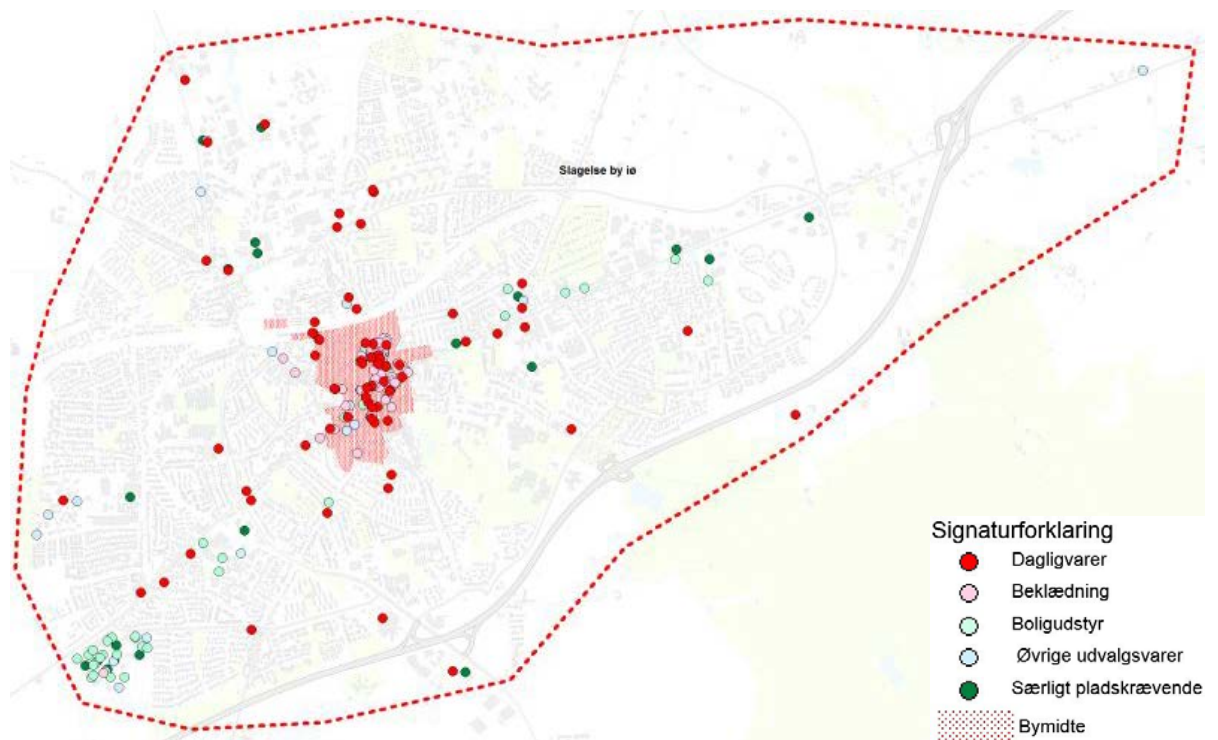 Slagelse by iø
Signaturforklaring
Dagligvarer
Beklædning
Boligudstyr
Øvrige udvalgsvarer
Særligt pladskrævende
Bymidte